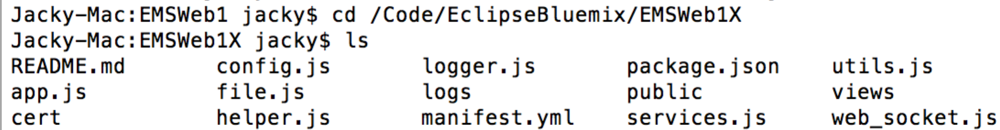 Jacky-Mac:EMSWeb1 jacky$ cd /Code/EclipseBluemix/EMSWeb1X
Jacky-Mac:EMSWeb1X jacky$ ls
README.md config.js logger.js package.json utils.js
app.js file.js logs public views
cert helper.js manifest.yml services.js web_socket.js